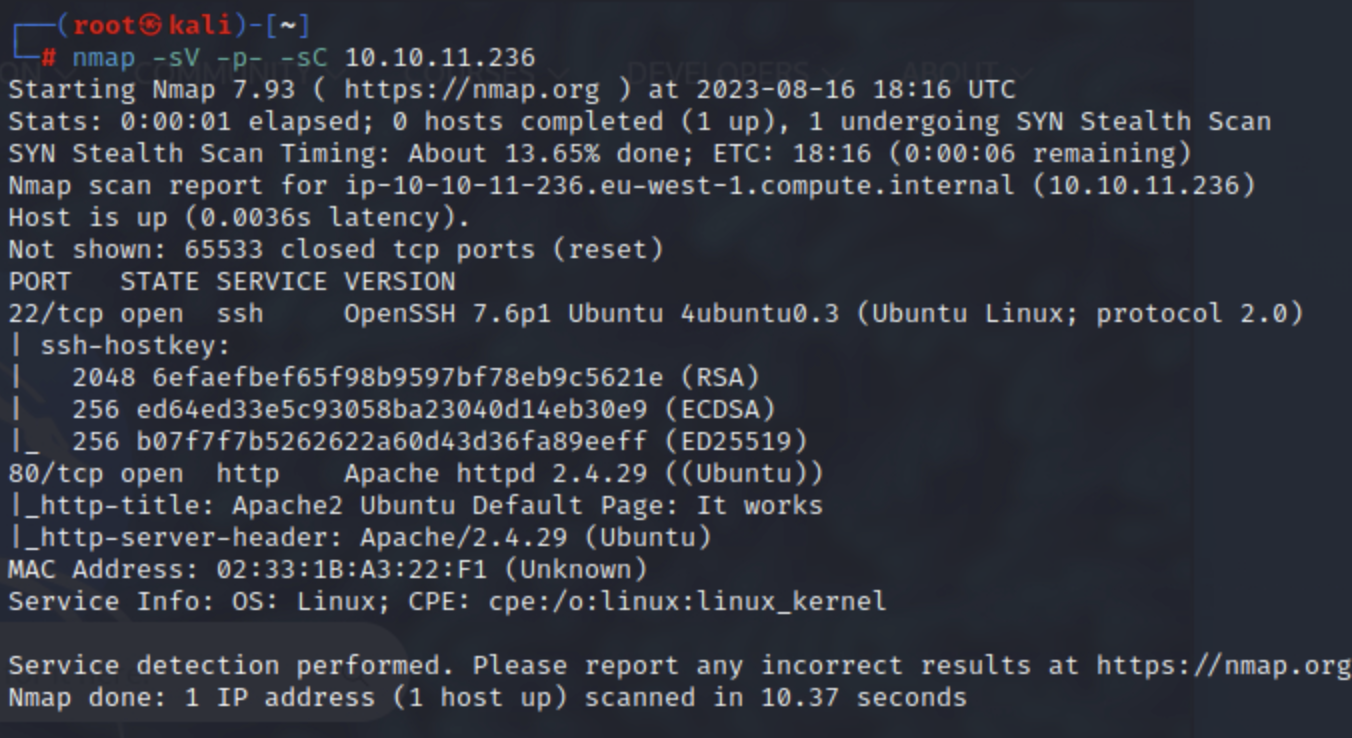 ┌──(root㉿kali)-[~]
└─# nmap -sV -p- -sC 10.10.11.236
Starting Nmap 7.93 ( https://nmap.org ) at 2023-08-16 18:16 UTC
Stats: 0:00:01 elapsed; 0 hosts completed (1 up), 1 undergoing SYN Stealth Scan
SYN Stealth Scan Timing: About 13.65% done; ETC: 18:16 (0:00:06 remaining)
Nmap scan report for ip-10-10-11-236.eu-west-1.compute.internal (10.10.11.236)
Host is up (0.0036s latency).
Not shown: 65533 closed tcp ports (reset)
PORT   STATE SERVICE VERSION
22/tcp open  ssh     OpenSSH 7.6p1 Ubuntu 4ubuntu0.3 (Ubuntu Linux; protocol 2.0)
| ssh-hostkey:
|   2048 6efaefbef65f98b9597bf78eb9c5621e (RSA)
|   256 ed64ed33e5c93058ba23040d14eb30e9 (ECDSA)
|_  256 b07f7f7b5262622a60d43d36fa89eeff (ED25519)
80/tcp open  http    Apache httpd 2.4.29 ((Ubuntu))
|_http-title: Apache2 Ubuntu Default Page: It works
|_http-server-header: Apache/2.4.29 (Ubuntu)
MAC Address: 02:33:1B:A3:22:F1 (Unknown)
Service Info: OS: Linux; CPE: cpe:/o:linux:linux_kernel
Service detection performed. Please report any incorrect results at https://nmap.org
Nmap done: 1 IP address (1 host up) scanned in 10.37 seconds